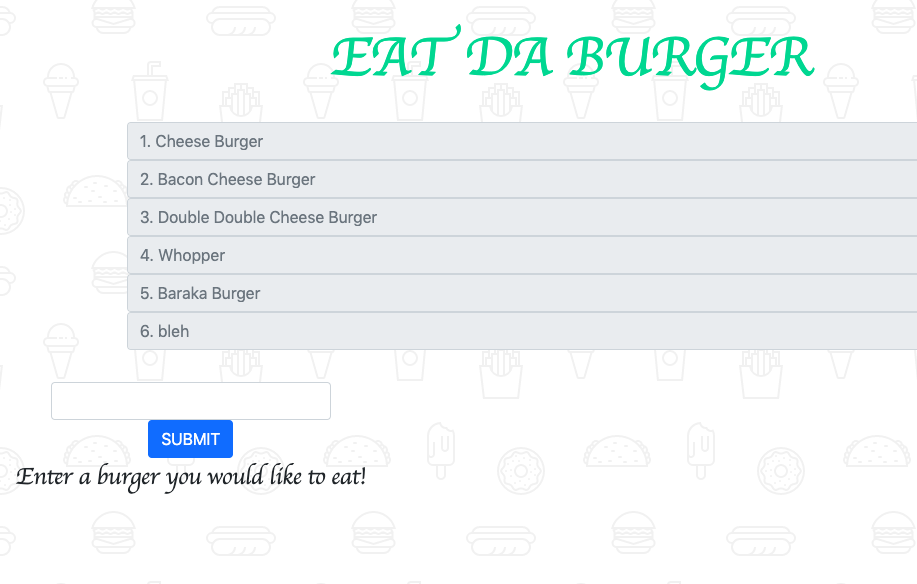 EAT DA BURGER
1. Cheese Burger
2. Bacon Cheese Burger
3. Double Double Cheese Burger
4. Whopper
5. Baraka Burger
6. bleh
SUBMIT
Enter a burger you would like to eat!